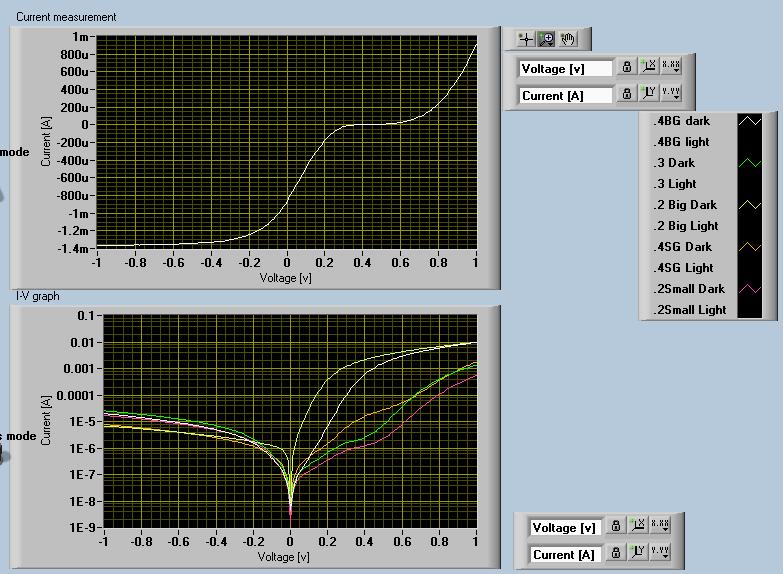 Current measurement
1m
800u
600u
400u
200u
0
-200u
-400u
-600u
-800u
-1m
-1.2m
-1.4m
Current [A]
-1 -0.8 -0.6 -0.4 -0.2 0 0.2 0.4 0.6 0.8 1
Voltage [v]
mode
Voltage [v] X X.XX
Current [A] Y Y.YY
.4BG dark
.4BG light
.3 Dark
.3 Light
.2 Big Dark
.2 Big Light
.4SG Dark
.4SG Light
.2Small Dark
.2Small Light
I-V graph
0.1
0.01
0.001
0.0001
1E-5
1E-6
1E-7
1E-8
1E-9
Current [A]
-1 -0.8 -0.6 -0.4 -0.2 0 0.2 0.4 0.6 0.8 1
Voltage [v]
s mode
Voltage [v] X X.XX
Current [A] Y Y.YY